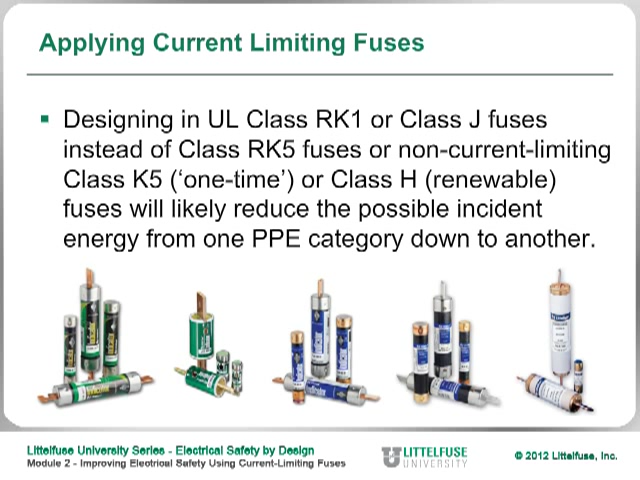 Applying Current Limiting Fuses
Designing in UL Class RK1 or Class J fuses
instead of Class RK5 fuses or non-current-limiting
Class K5 (‘one-time’) or Class H (renewable)
fuses will likely reduce the possible incident
energy from one PPE category down to another.
Littelfuse University Series - Electrical Safety by Design
Module 2 - Improving Electrical Safety Using Current-Limiting Fuses
LITTELFUSE
UNIVERSITY
© 2012 Littelfuse, Inc.